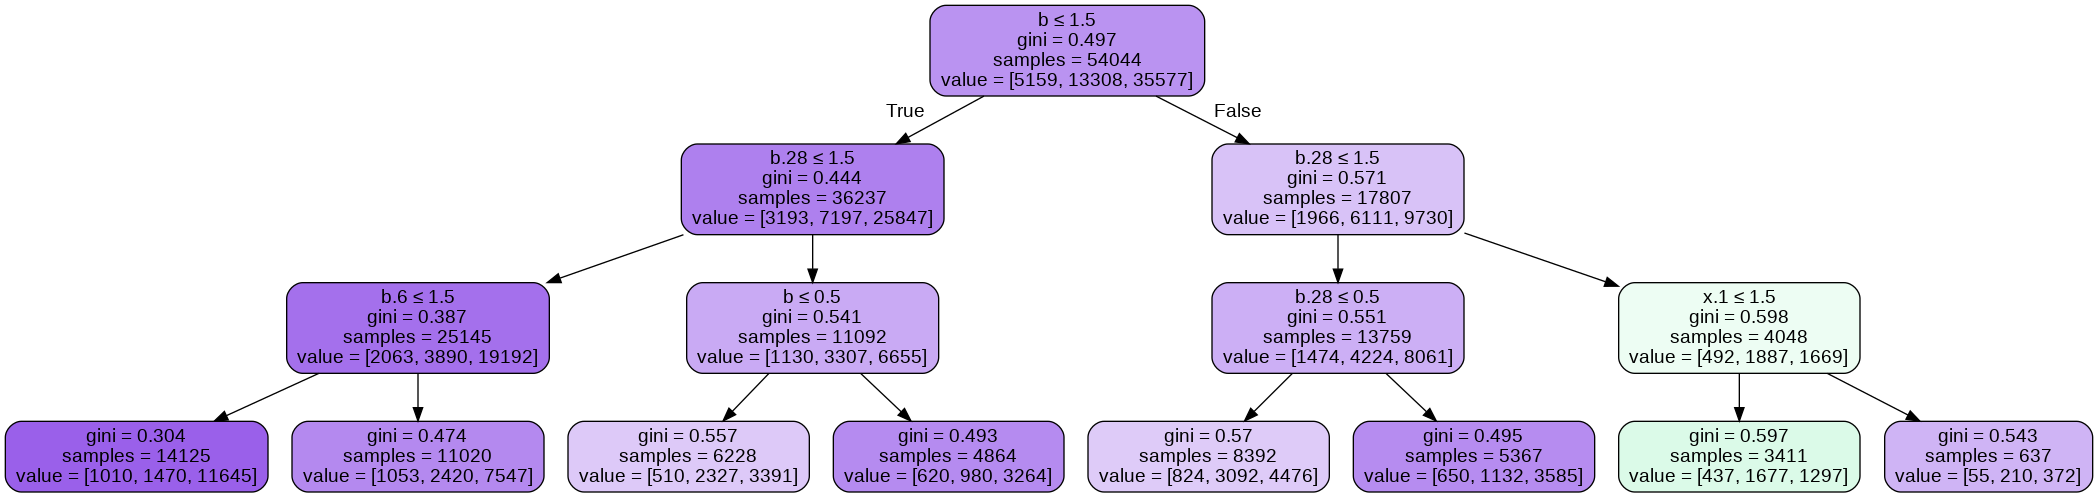 b ≤ 1.5
gini = 0.497
samples = 54044
value = [5159, 13308, 35577]
True
False
b.28 ≤ 1.5
gini = 0.444
samples = 36237
value = [3193, 7197, 25847]
b.28 ≤ 1.5
gini = 0.571
samples = 17807
value = [1966, 6111, 9730]
b.6 ≤ 1.5
gini = 0.387
samples = 25145
value = [2063, 3890, 19192]
b ≤ 0.5
gini = 0.541
samples = 11092
value = [1130, 3307, 6655]
b.28 ≤ 0.5
gini = 0.551
samples = 13759
value = [1474, 4224, 8061]
x.1 ≤ 1.5
gini = 0.598
samples = 4048
value = [492, 1887, 1669]
gini = 0.304
samples = 14125
value = [1010, 1470, 11645]
gini = 0.474
samples = 11020
value = [1053, 2420, 7547]
gini = 0.557
samples = 6228
value = [510, 2327, 3391]
gini = 0.493
samples = 4864
value = [620, 980, 3264]
gini = 0.57
samples = 8392
value = [824, 3092, 4476]
gini = 0.495
samples = 5367
value = [650, 1132, 3585]
gini = 0.597
samples = 3411
value = [437, 1677, 1297]
gini = 0.543
samples = 637
value = [55, 210, 372]